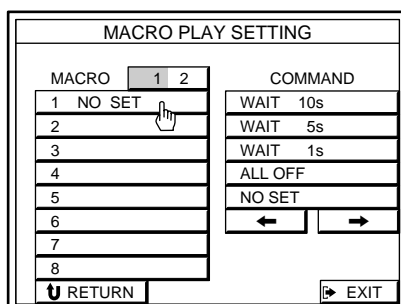 MACRO PLAY SETTING
MACRO 1 2
1 NO SET
2
3
4
5
6
7
8
RETURN
COMMAND
WAIT 10s
WAIT 5s
WAIT 1s
ALL OFF
NO SET
EXIT